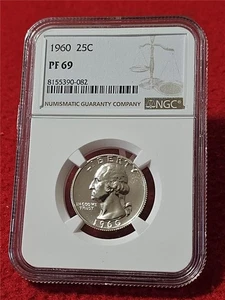 1960 25C
PF 69
8155390-082
NUMISMATIC GUARANTY COMPANY
NGC
LIBERTY
IN GOD WE
TRUST
1960